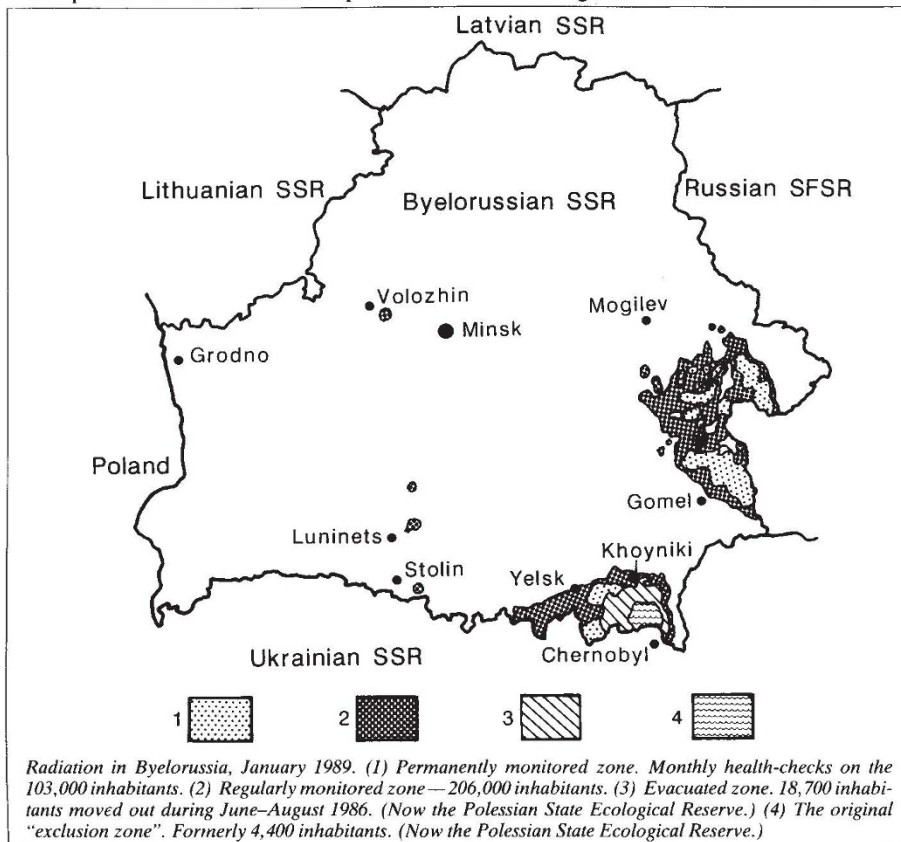 Latvian SSR
Lithuanian SSR
Byelorussian SSR
Russian SFSR
Volozhin
Minsk
Mogilev
Grodno
Poland
Gomel
Luninets
Khoyniki
Stolin
Yelsk
Chernobyl
Ukrainian SSR
1
2
3
4
Radiation in Byelorussia, January 1989. (1) Permanently monitored zone. Monthly health-checks on the
103,000 inhabitants. (2) Regularly monitored zone—206,000 inhabitants. (3) Evacuated zone. 18,700 inhabi-
tants moved out during June–August 1986. (Now the Polessian State Ecological Reserve.) (4) The original
"exclusion zone". Formerly 4,400 inhabitants. (Now the Polessian State Ecological Reserve.)